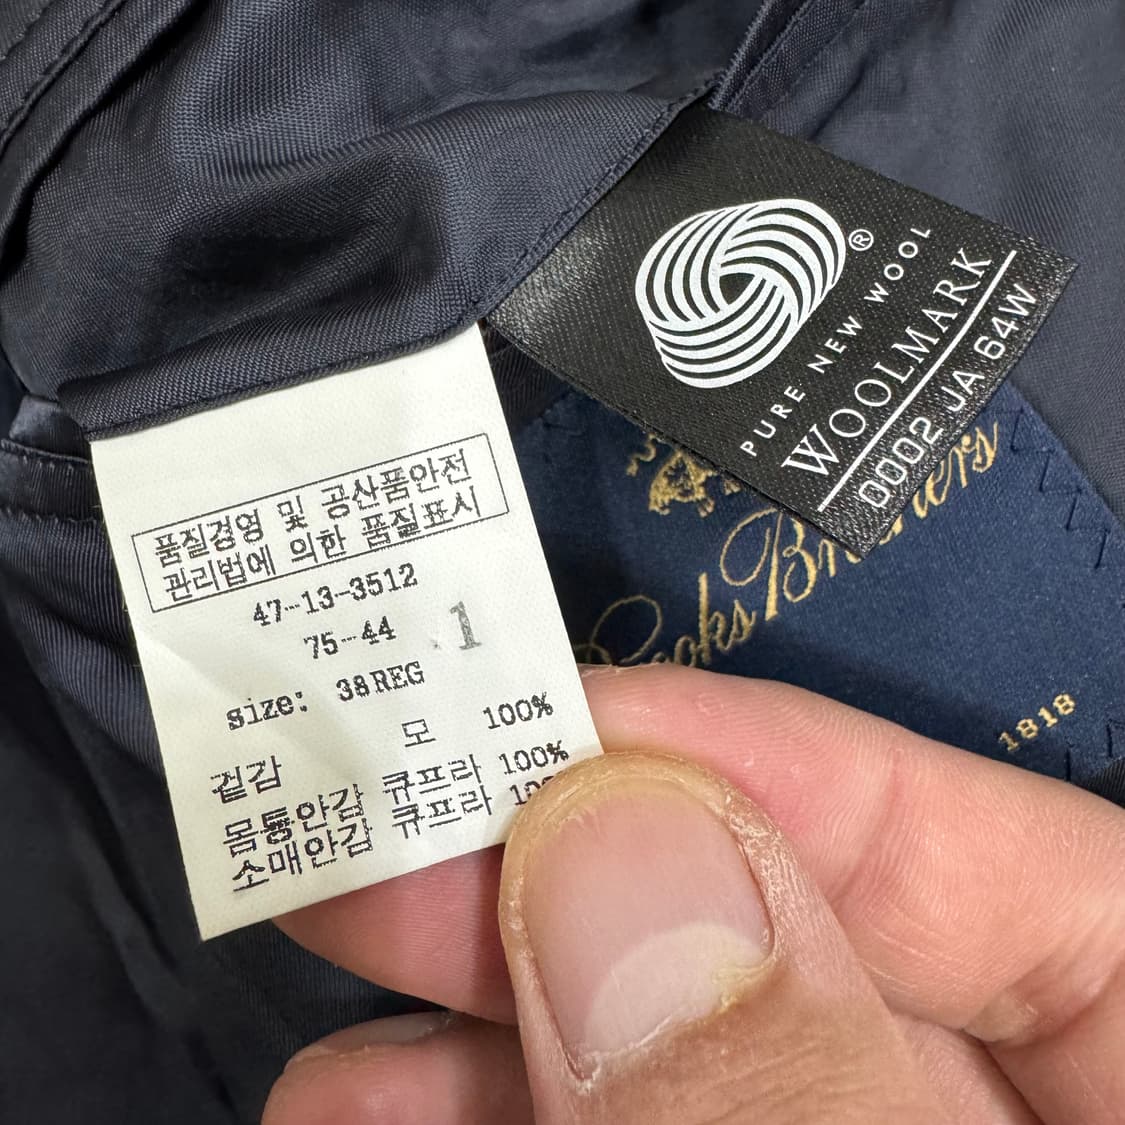 품질경영 및 공산품안전
관리법에 의한 품질표시
47-13-3512
75-44 1
size: 38REG
겉감 모 100%
몸통안감 큐프라 100%
소매안감 큐프라
®
PURE NEW WOOL
WOOLMARK
0002 JA 64W
Brooks Brothers
1818